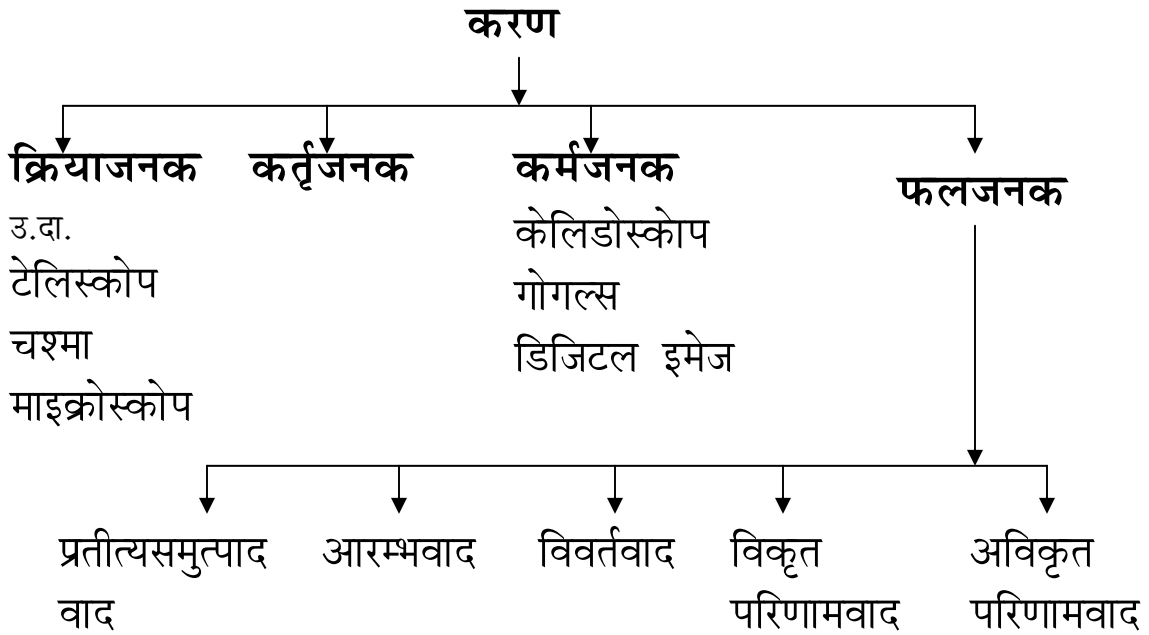 करण
क्रियाजनक
उ.दा.
टेलिस्कोप
चश्मा
माइक्रोस्कोप
कर्तृजनक
कर्मजनक
केलिडोस्केाप
गोगल्स
डिजिटल इमेज
फलजनक
प्रतीत्यसमुत्पाद
वाद
आरम्भवाद
विवर्तवाद
विकृत
परिणामवाद
अविकृत
परिणामवाद